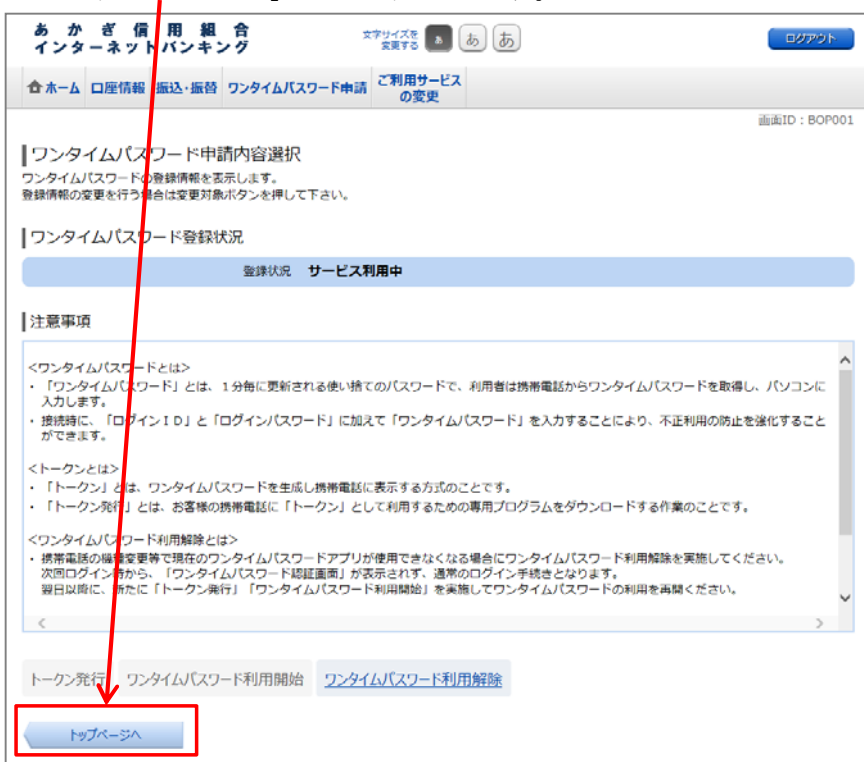 あかぎ信用組合
インターネットバンキング
文字サイズを
変更する
あ あ あ
ログアウト
ホーム 口座情報 振込・振替 ワンタイムパスワード申請 ご利用サービス
の変更
画面ID：BOP001
ワンタイムパスワード申請内容選択
ワンタイムパスワードの登録情報を表示します。
登録情報の変更を行う場合は変更対象ボタンを押して下さい。
ワンタイムパスワード登録状況
登録状況 サービス利用中
注意事項
<ワンタイムパスワードとは>
・「ワンタイムパスワード」とは、1分毎に更新される使い捨てのパスワードで、利用者は携帯電話からワンタイムパスワードを取得し、パソコンに
入力します。
・接続時に、「ログインＩＤ」と「ログインパスワード」に加えて「ワンタイムパスワード」を入力することにより、不正利用の防止を強化すること
ができます。
<トークンとは>
・「トークン」とは、ワンタイムパスワードを生成し携帯電話に表示する方式のことです。
・「トークン発行」とは、お客様の携帯電話に「トークン」として利用するための専用プログラムをダウンロードする作業のことです。
<ワンタイムパスワード利用解除とは>
・携帯電話の機種変更等で現在のワンタイムパスワードアプリが使用できなくなる場合にワンタイムパスワード利用解除を実施してください。
次回ログイン時から、「ワンタイムパスワード認証画面」が表示されず、通常のログイン手続きとなります。
翌日以降に、新たに「トークン発行」「ワンタイムパスワード利用開始」を実施してワンタイムパスワードの利用を再開ください。
トークン発行 ワンタイムパスワード利用開始 ワンタイムパスワード利用解除
トップページへ